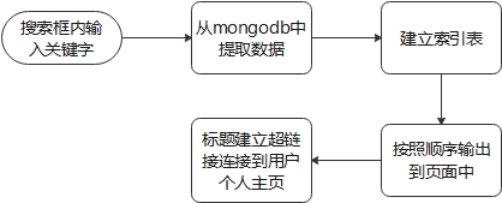 搜索框内输
入关键字
从mongodb中
提取数据
建立索引表
按照顺序输出
到页面中
标题建立超链
接连接到用户
个人主页